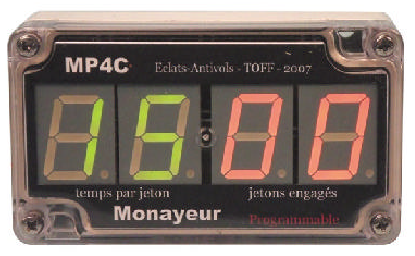 MP4C Eclats-Antivols - TOFF - 2007
15 00
temps par jeton jetons engagés
Monayeur Programmable